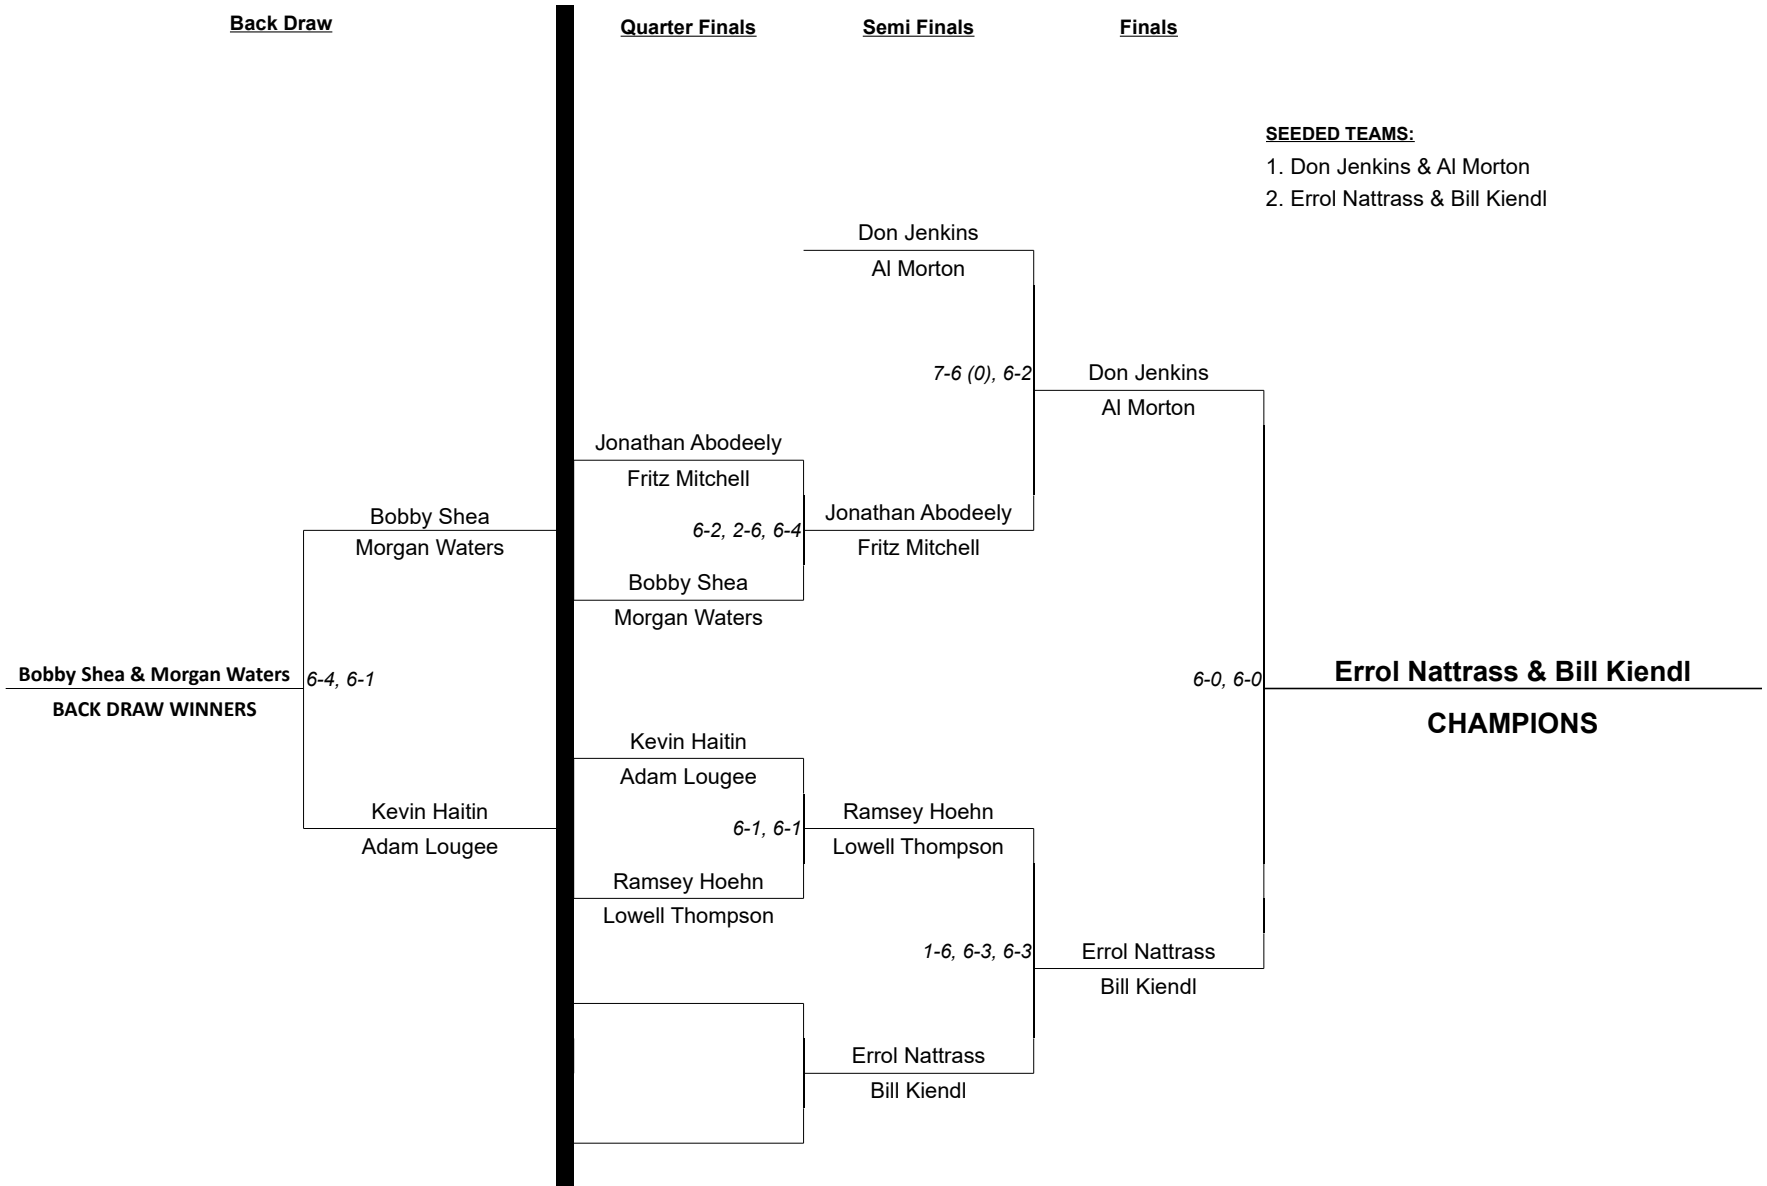 Back Draw
Quarter Finals
Semi Finals
Finals
SEEDED TEAMS:
1. Don Jenkins & Al Morton
2. Errol Nattrass & Bill Kiendl
Don Jenkins
Al Morton
7-6 (0), 6-2
Don Jenkins
Al Morton
Jonathan Abodeely
Fritz Mitchell
Bobby Shea
Morgan Waters
6-2, 2-6, 6-4
Jonathan Abodeely
Fritz Mitchell
Bobby Shea
Morgan Waters
Bobby Shea & Morgan Waters
BACK DRAW WINNERS
6-4, 6-1
6-0, 6-0
Errol Nattrass & Bill Kiendl
CHAMPIONS
Kevin Haitin
Adam Lougee
Kevin Haitin
Adam Lougee
6-1, 6-1
Ramsey Hoehn
Lowell Thompson
Ramsey Hoehn
Lowell Thompson
1-6, 6-3, 6-3
Errol Nattrass
Bill Kiendl
Errol Nattrass
Bill Kiendl